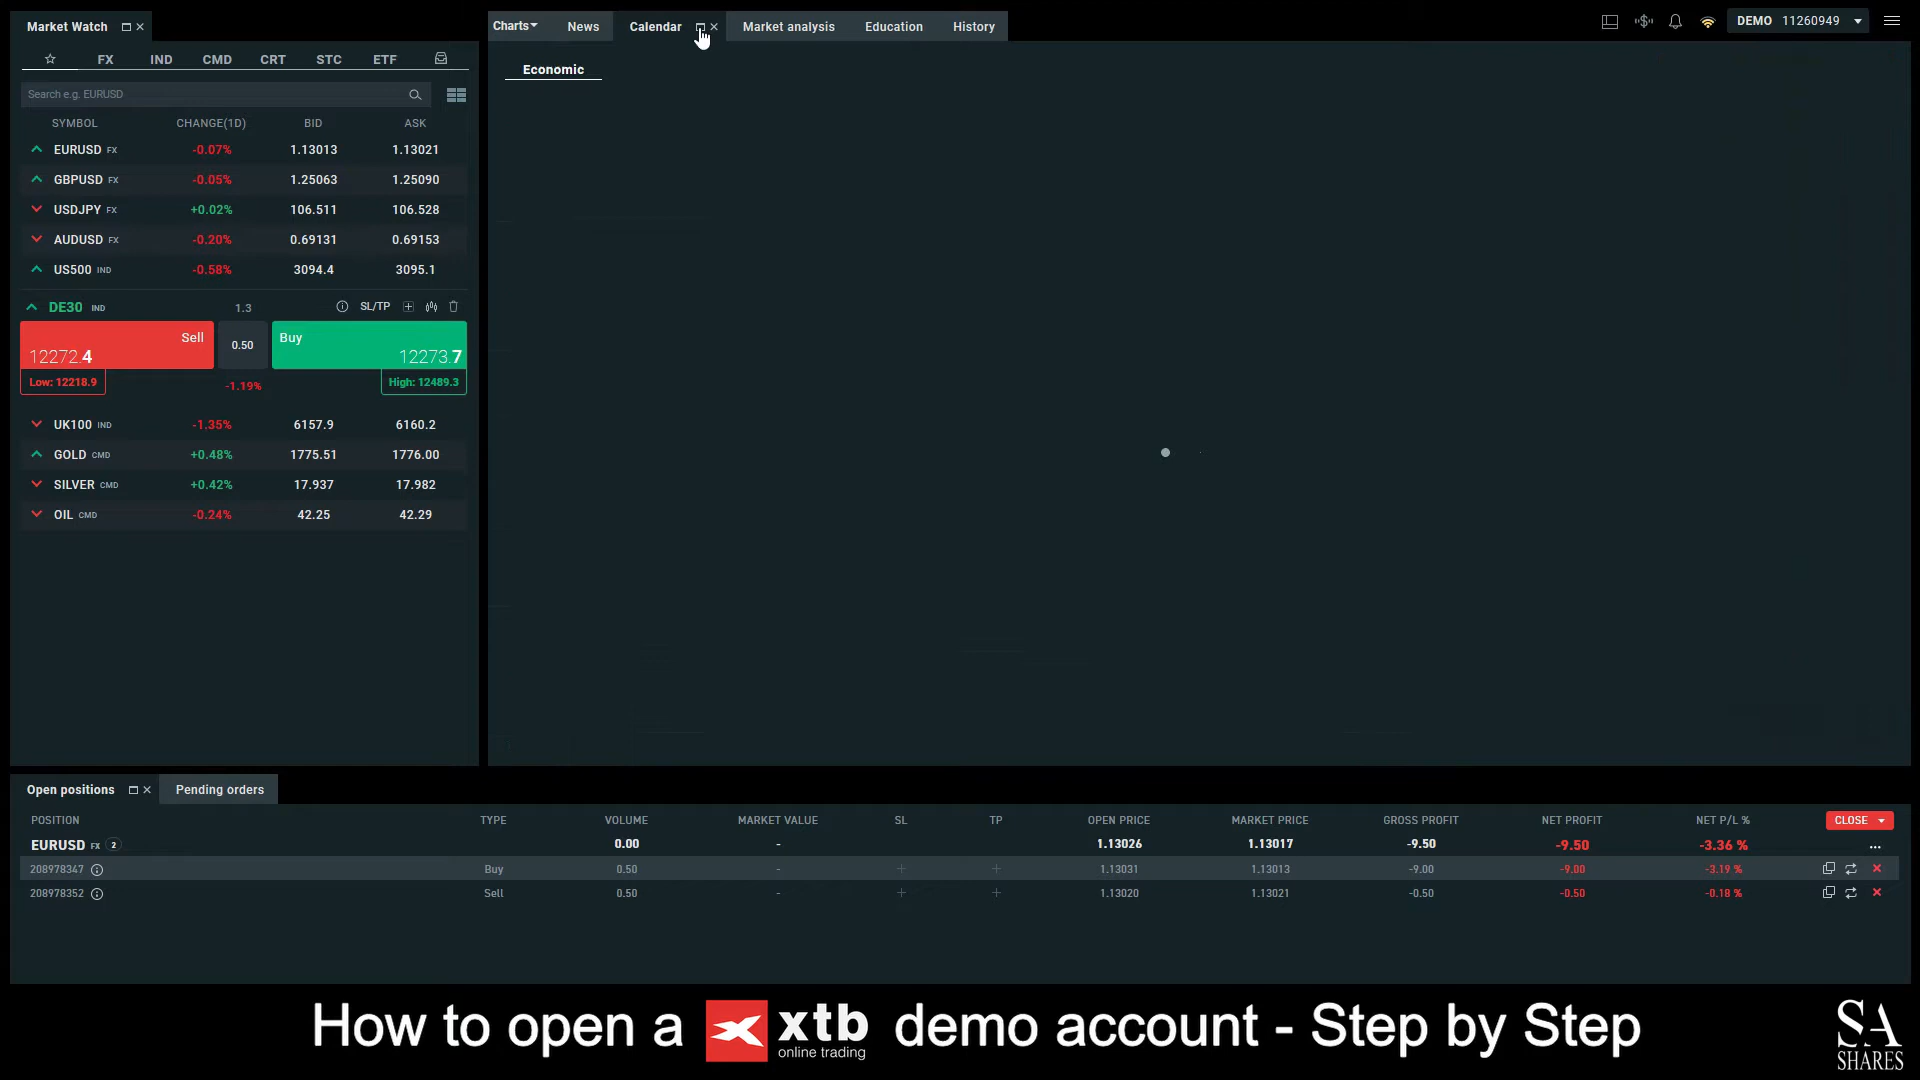 Market Watch
Charts
News
Calendar
Market analysis
Education
History
DEMO 11260949
FX IND CMD CRT STC ETF
Search e.g. EURUSD
Economic
SYMBOL CHANGE(1D) BID ASK
EURUSD FX -0.07% 1.13013 1.13021
GBPUSD FX -0.05% 1.25063 1.25090
USDJPY FX +0.02% 106.511 106.528
AUDUSD FX -0.20% 0.69131 0.69153
US500 IND -0.58% 3094.4 3095.1
DE30 IND 1.3 SL/TP
Sell 0.50 Buy
12272.4 12273.7
Low: 12218.9 -1.19% High: 12489.3
UK100 IND -1.35% 6157.9 6160.2
GOLD CMD +0.48% 1775.51 1776.00
SILVER CMD +0.42% 17.937 17.982
OIL CMD -0.24% 42.25 42.29
Open positions
Pending orders
POSITION TYPE VOLUME MARKET VALUE SL TP OPEN PRICE MARKET PRICE GROSS PROFIT NET PROFIT NET P/L % CLOSE
EURUSD FX 2 0.00 - 1.13026 1.13017 -9.50 -9.50 -3.36 % ...
208978347 Buy 0.50 - + + 1.13031 1.13013 -9.00 -9.00 -3.19 %
208978352 Sell 0.50 - + + 1.13020 1.13021 -0.50 -0.50 -0.18 %
How to open a xtb demo account - Step by Step
online trading
SA
SHARES